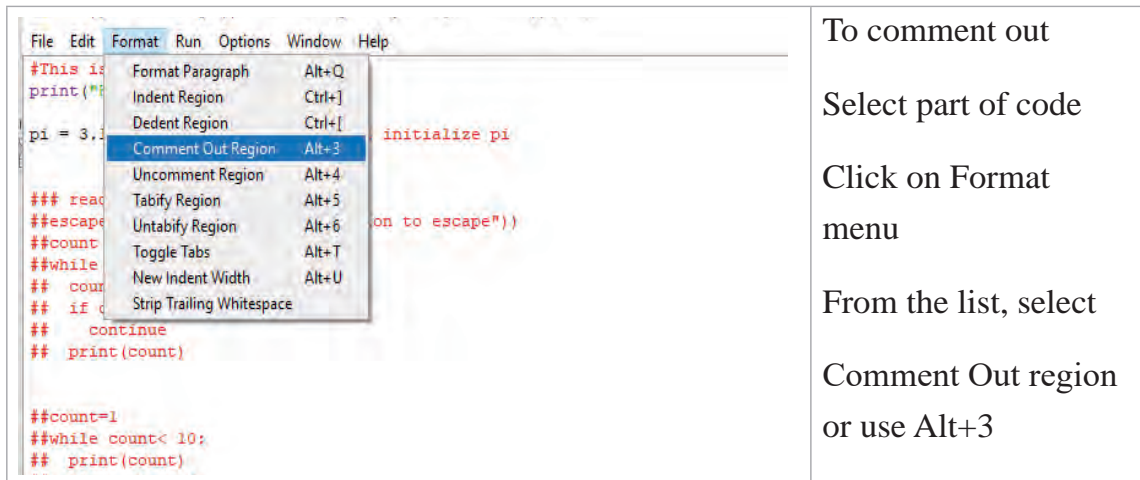 File Edit Format Run Options Window Help
#This is
print("
Format Paragraph Alt+Q
Indent Region Ctrl+]
Dedent Region Ctrl+[
pi = 3. initialize pi
Comment Out Region Alt+3
Uncomment Region Alt+4
### read
Tabify Region Alt+5
##escape on to escape"))
Untabify Region Alt+6
##count
Toggle Tabs Alt+T
##while
New Indent Width Alt+U
## coun
Strip Trailing Whitespace
## if
## continue
## print(count)
##count=1
##while count< 10:
## print(count)
To comment out
Select part of code
Click on Format
menu
From the list, select
Comment Out region
or use Alt+3